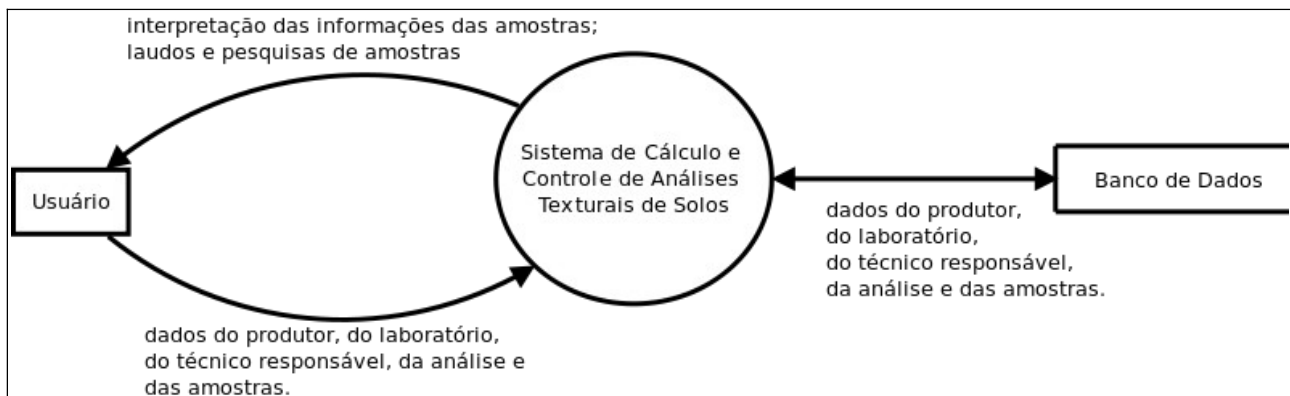 interpretação das informações das amostras;
laudos e pesquisas de amostras
Usuário
Sistema de Cálculo e
Controle de Análises
Texturais de Solos
Banco de Dados
dados do produtor,
do laboratório,
do técnico responsável,
da análise e das amostras.
dados do produtor, do laboratório,
do técnico responsável, da análise e
das amostras.